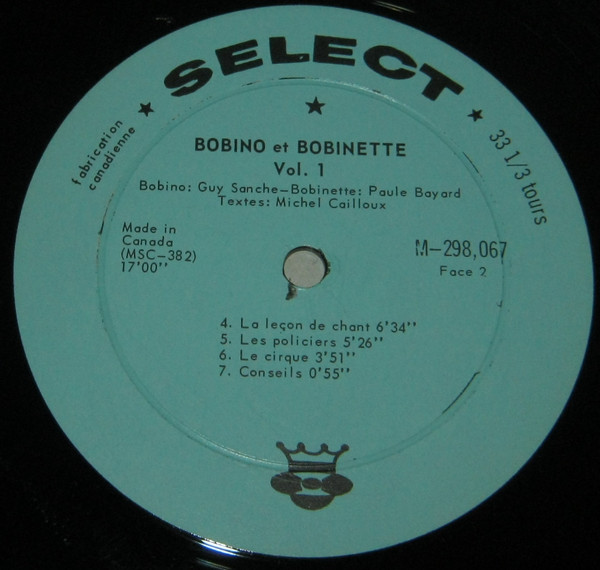 SELECT
fabrication
canadienne
33 1/3 tours
BOBINO et BOBINETTE
Vol. 1
Bobino: Guy Sanche—Bobinette: Paule Bayard
Textes: Michel Cailloux
Made in
Canada
(MSC—382)
17'00''
M—298,067
Face 2
4. La leçon de chant 6'34''
5. Les policiers 5'26''
6. Le cirque 3'51''
7. Conseils 0'55''